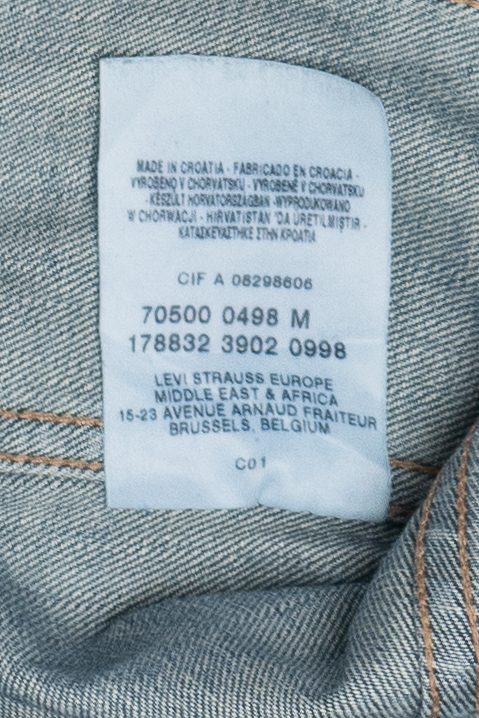 MADE IN CROATIA - FABRICADO EN CROACIA -
VYROBENO V CHORVATSKU - VYROBENÉ V CHORVATSKU
- KÉSZÜLT HORVATORSZAGBAN - WYPRODUKOWANO
W CHORWACJI - HIRVATISTAN 'DA ÜRETILMIŞTIR -
ΚΑΤΑΣΚΕΥΑΣΤΗΚΕ ΣΤΗΝ ΚΡΟΑΤΙΑ
CIF A 08298606
70500 0498 M
178832 3902 0998
LEVI STRAUSS EUROPE
MIDDLE EAST & AFRICA
15-23 AVENUE ARNAUD FRAITEUR
BRUSSELS, BELGIUM
C01